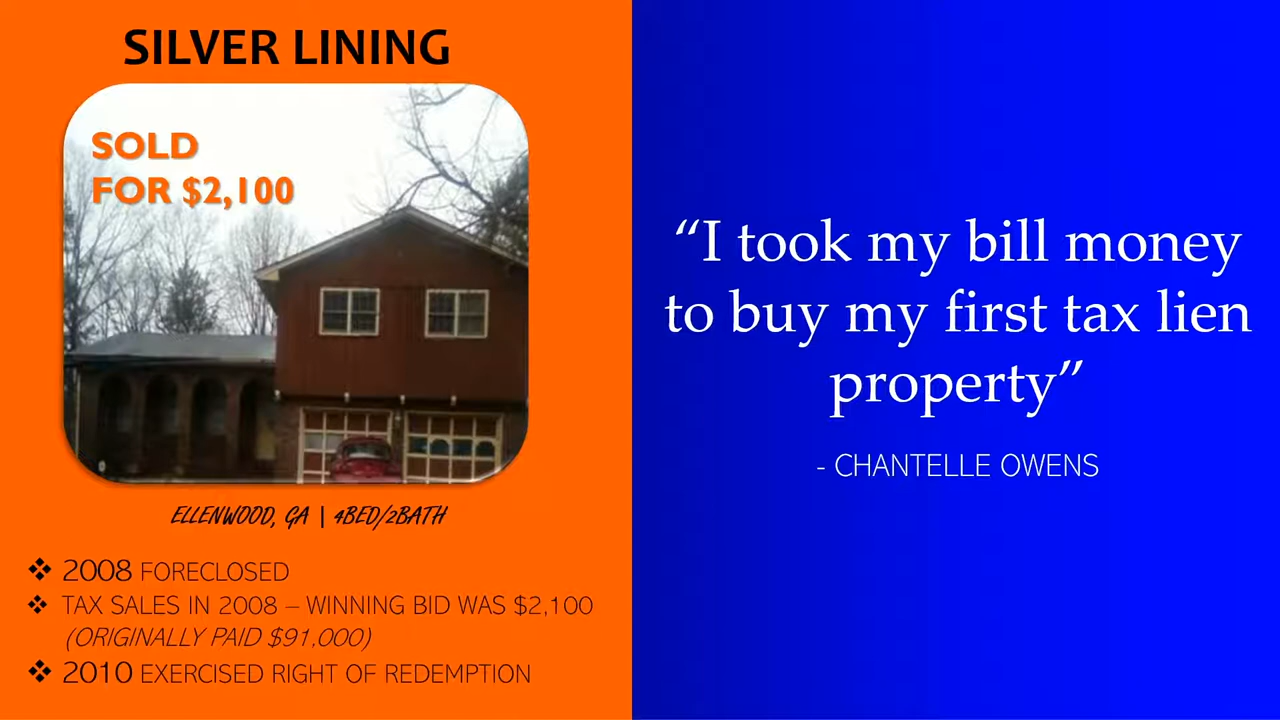 SILVER LINING
SOLD
FOR $2,100
ELLENWOOD, GA | 4BED/2BATH
❖ 2008 FORECLOSED
❖ TAX SALES IN 2008 – WINNING BID WAS $2,100
(ORIGINALLY PAID $91,000)
❖ 2010 EXERCISED RIGHT OF REDEMPTION
“I took my bill money
to buy my first tax lien
property”
- CHANTELLE OWENS